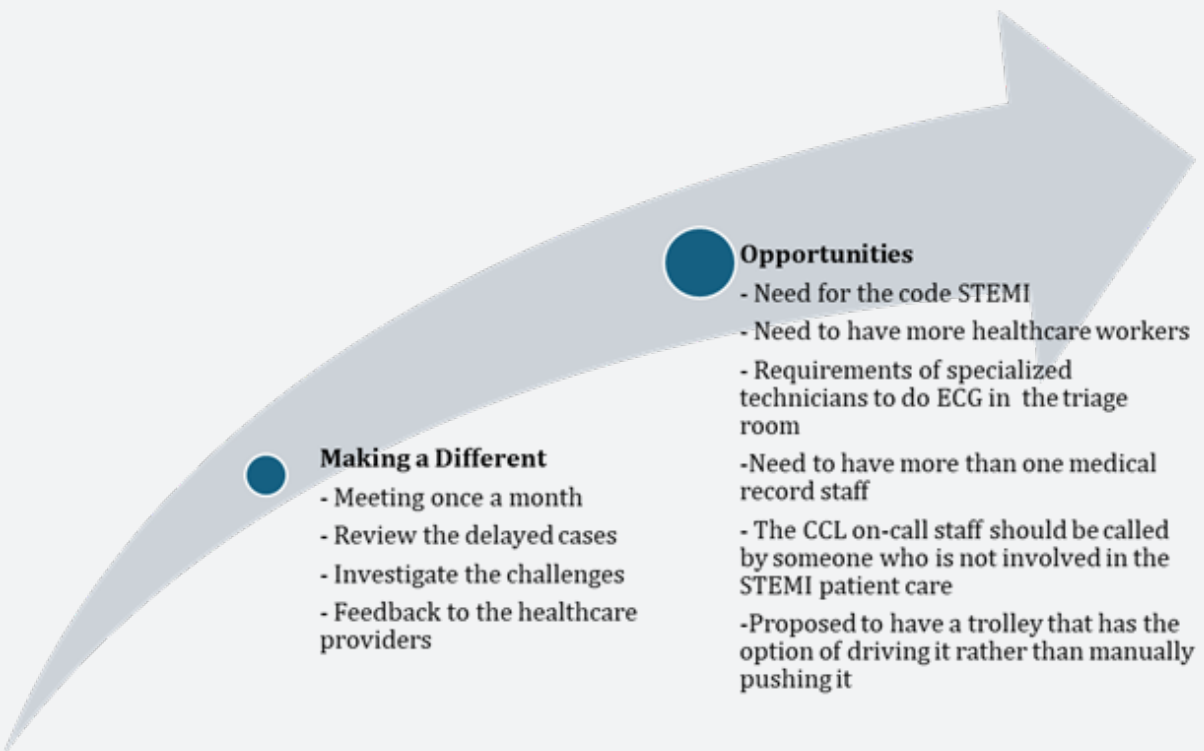 Opportunities
- Need for the code STEMI
- Need to have more healthcare workers
- Requirements of specialized
technicians to do ECG in the triage
room
-Need to have more than one medical
record staff
- The CCL on-call staff should be called
by someone who is not involved in the
STEMI patient care
-Proposed to have a trolley that has the
option of driving it rather than manually
pushing it
Making a Different
- Meeting once a month
- Review the delayed cases
- Investigate the challenges
- Feedback to the healthcare
providers